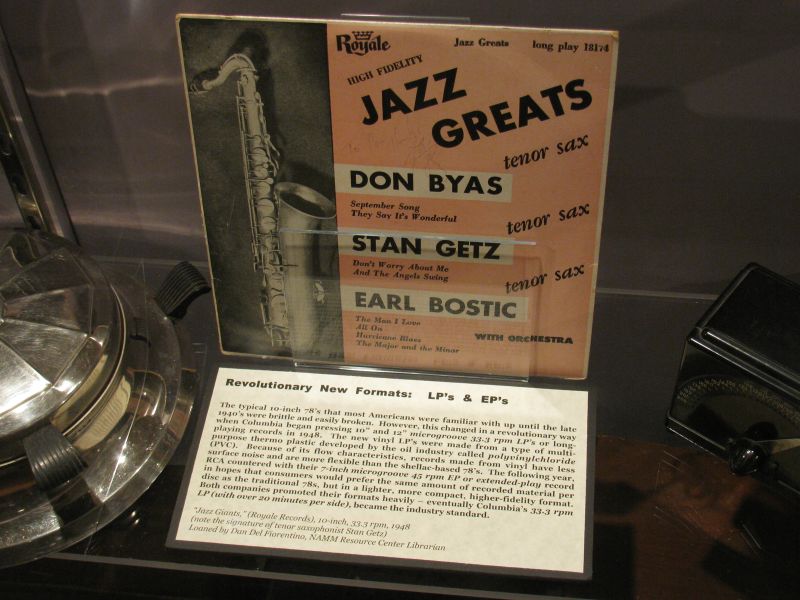 Royale
Jazz Greats
long play 18174
HIGH FIDELITY
JAZZ
GREATS
tenor sax
DON BYAS
September Song
They Say It's Wonderful
tenor sax
STAN GETZ
Don't Worry About Me
And The Angels Swing
tenor sax
EARL BOSTIC
The Man I Love
All On
Hurricane Blues
The Major and the Minor
WITH ORCHESTRA
Revolutionary New Formats: LP's & EP's
The typical 10-inch 78's that most Americans were familiar with up until the late
1940's were brittle and easily broken. However, this changed in a revolutionary way
when Columbia began pressing 10" and 12" microgroove 33.3 rpm LP's or long-
playing records in 1948. The new vinyl LP's were made from a type of multi-
purpose thermo plastic developed by the oil industry called polyvinylchloride
(PVC). Because of its flow characteristics, records made from vinyl have less
surface noise and are more flexible than the shellac-based 78's. The following year,
RCA countered with their 7-inch microgroove 45 rpm EP or extended-play record
in hopes that consumers would prefer the same amount of recorded material per
disc as the traditional 78s, but in a lighter, more compact, higher-fidelity format.
Both companies promoted their formats heavily – eventually Columbia's 33.3 rpm
LP (with over 20 minutes per side), became the industry standard.
"Jazz Giants," (Royale Records), 10-inch, 33.3 rpm, 1948
(note the signature of tenor saxophonist Stan Getz)
Loaned by Dan Del Fiorentino, NAMM Resource Center Librarian